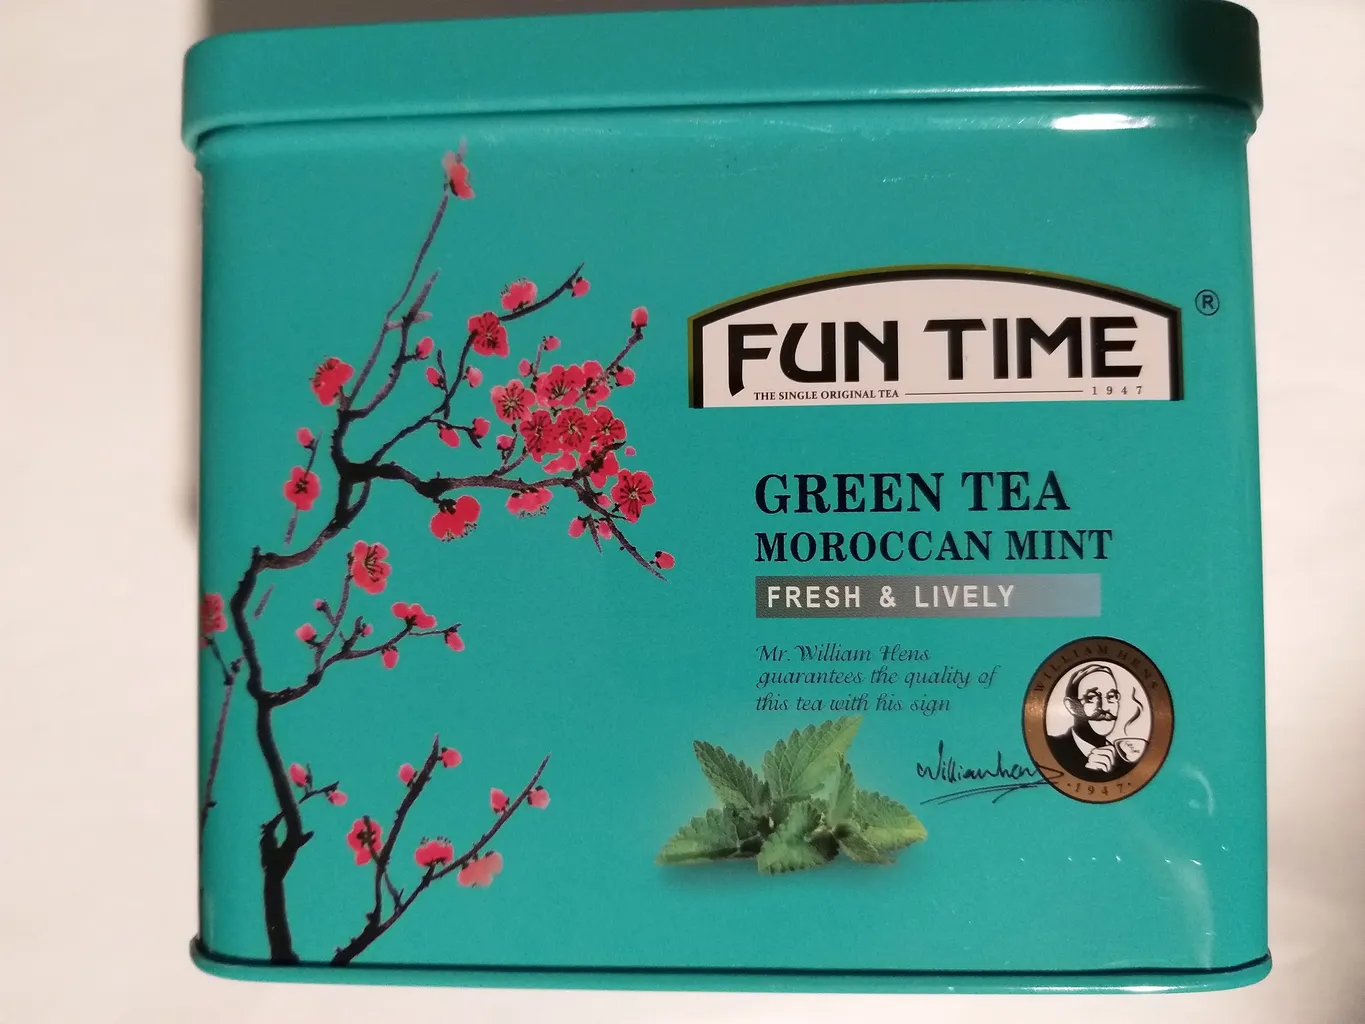 FUN TIME ®
THE SINGLE ORIGINAL TEA 1947
GREEN TEA
MOROCCAN MINT
FRESH & LIVELY
Mr. William Hens
guarantees the quality of
this tea with his sign
WILLIAM HENS
Williamhens
·1947·